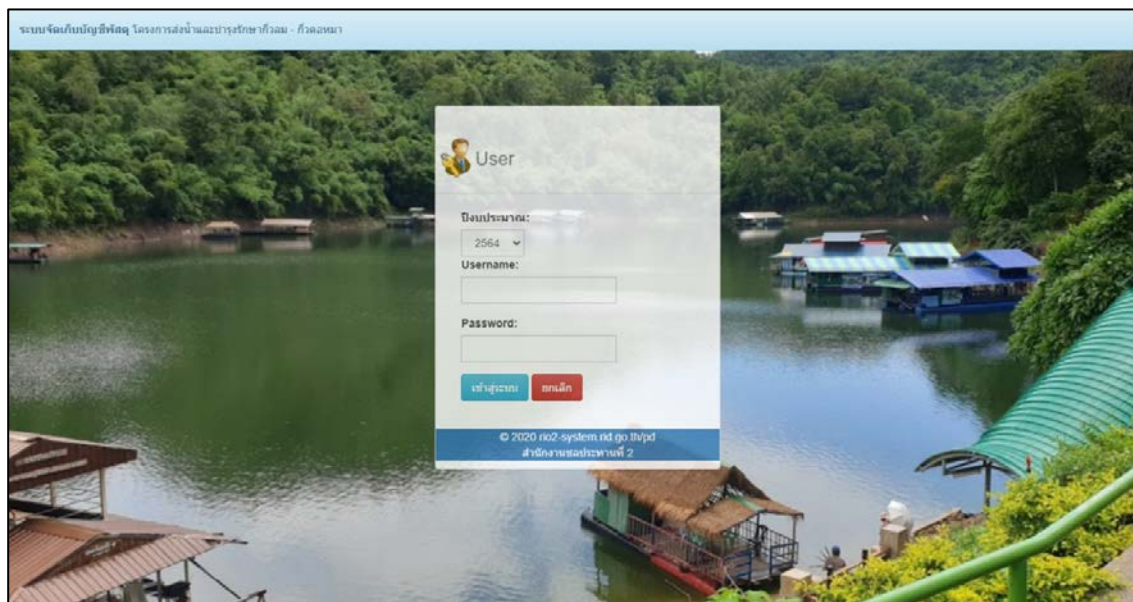 ระบบจัดเก็บบัญชีพัสดุ โครงการส่งน้ำและบำรุงรักษากิ่วลม - กิ่วคอหมา
User
ปีงบประมาณ:
2564
Username:
Password:
เข้าสู่ระบบ ยกเลิก
© 2020 rio2-system.rid.go.th/pd
สำนักงานชลประทานที่ 2